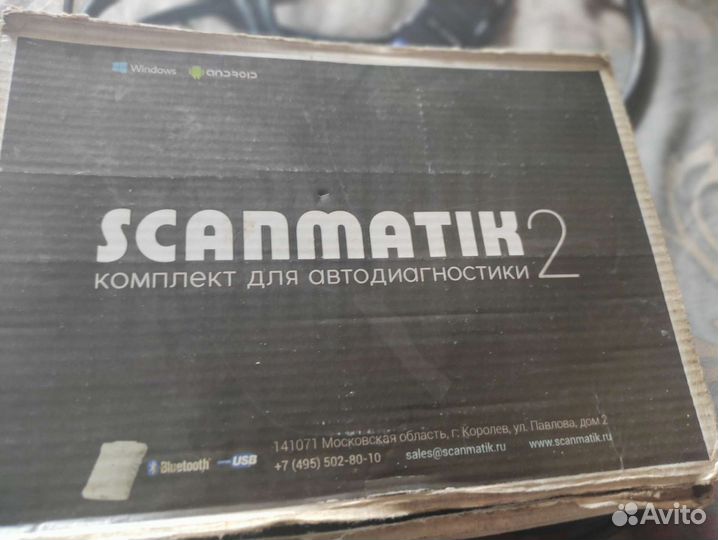 Windows android
SCANMATIK 2
комплект для автодиагностики
Bluetooth USB
141071 Московская область, г. Королев, ул. Павлова, дом 2
+7 (495) 502-80-10 sales@scanmatik.ru www.scanmatik.ru
Avito